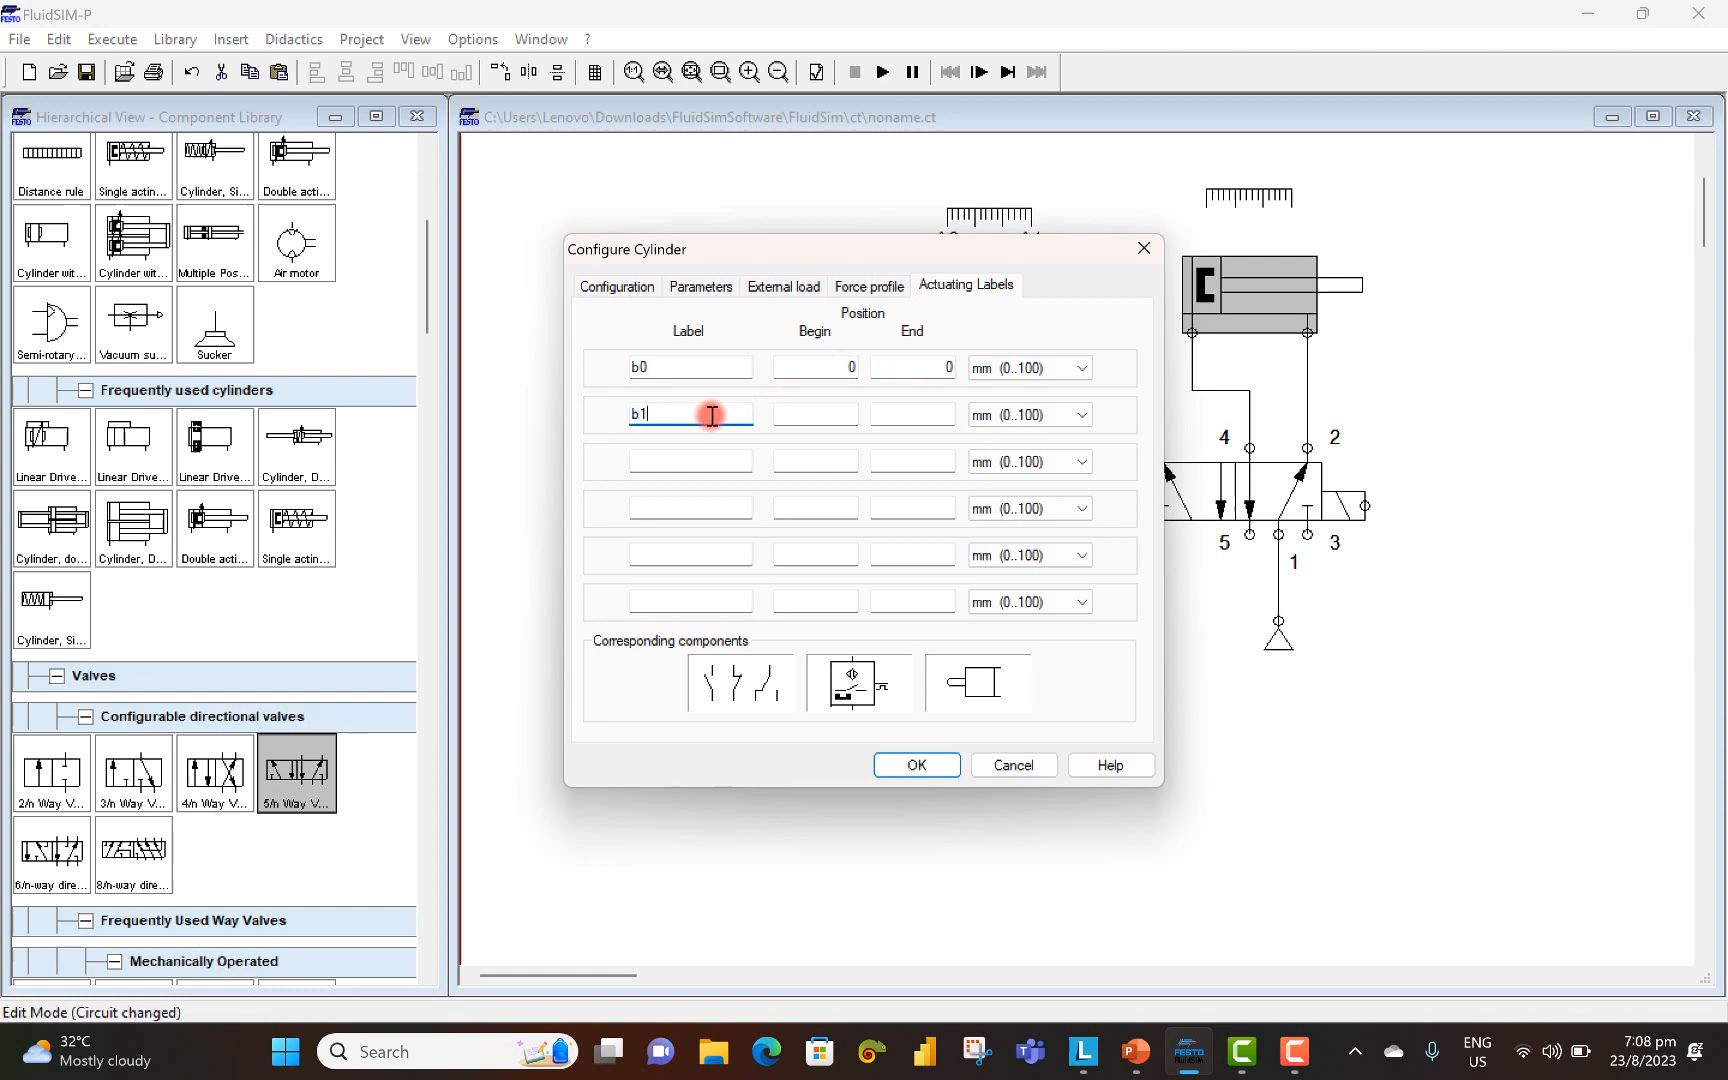 FESTO FluidSIM-P
File Edit Execute Library Insert Didactics Project View Options Window ?
Hierarchical View - Component Library
C:\Users\Lenovo\Downloads\FluidSimSoftware\FluidSim\ct\noname.ct
Distance rule Single actin... Cylinder, Si... Double acti...
Cylinder wit... Cylinder wit... Multiple Pos... Air motor
Semi-rotary... Vacuum su... Sucker
Frequently used cylinders
Linear Drive... Linear Drive... Linear Drive... Cylinder, D...
Cylinder, do... Cylinder, D... Double acti... Single actin...
Cylinder, Si...
Valves
Configurable directional valves
2/n Way V... 3/n Way V... 4/n Way V... 5/n Way V...
6/n-way dire... 8/n-way dire...
Frequently Used Way Valves
Mechanically Operated
Configure Cylinder
Configuration Parameters External load Force profile Actuating Labels
Position
Label Begin End
b0 0 0 mm (0..100)
b1 mm (0..100)
mm (0..100)
mm (0..100)
mm (0..100)
mm (0..100)
Corresponding components
OK Cancel Help
4 2
5 3
1
Edit Mode (Circuit changed)
32°C
Mostly cloudy
Search
ENG
US
7:08 pm
23/8/2023